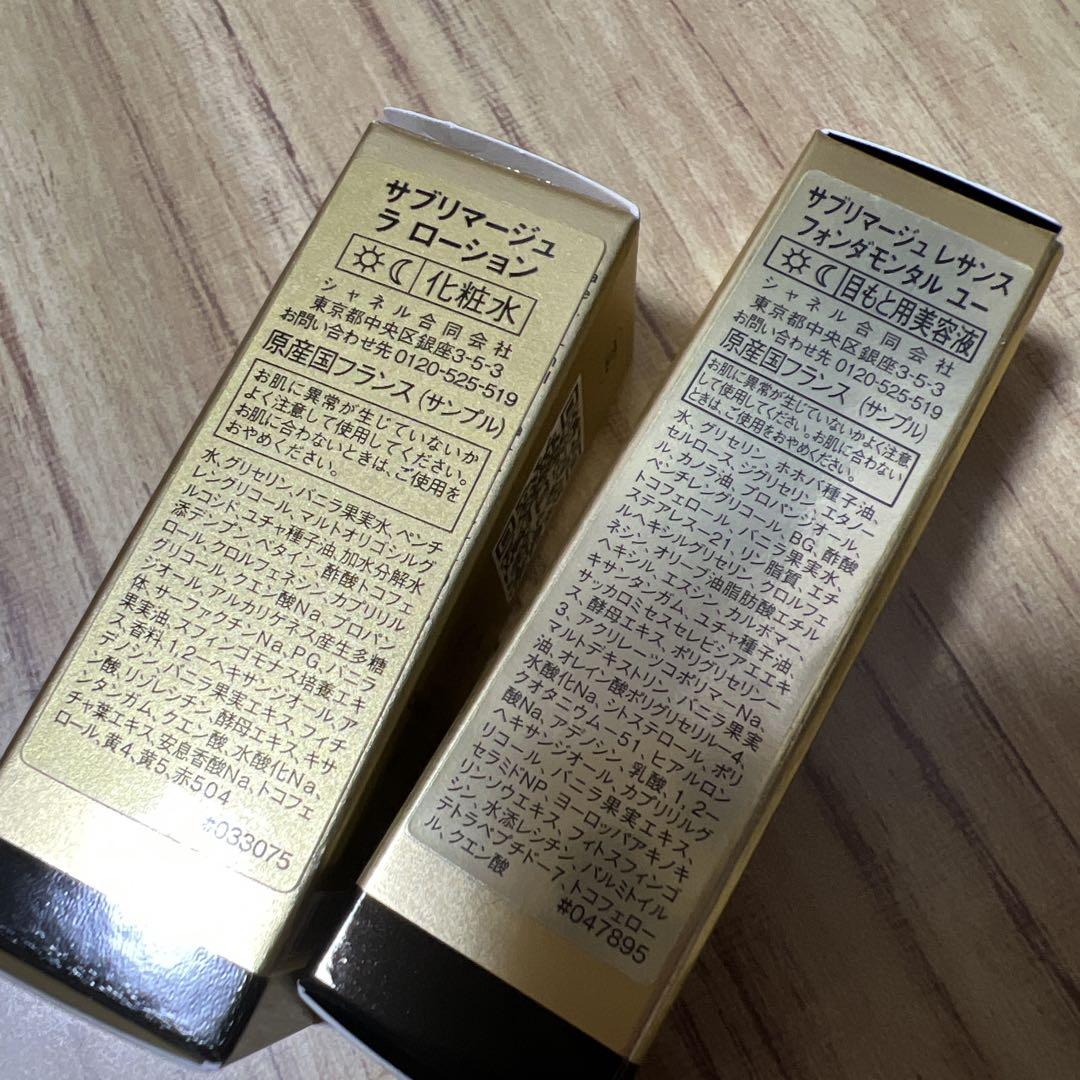 サブリマージュ
ラ ローション
化粧水
シャネル合同会社
東京都中央区銀座3-5-3
お問い合わせ先 0120-525-519
原産国フランス (サンプル)
お肌に異常が生じていないか
よく注意して使用してください。
お肌に合わないときは、ご使用を
おやめください。
水、グリセリン、バニラ果実水、ペンチ
レングリコール、マルトオリゴシルグ
ルコシド、ユチャ種子油、加水分解水
添デンプン、ベタイン、酢酸トコフェ
ロール、クロルフェネシン、カプリリル
グリコール、クエン酸Na、プロパン
ジオール、アルカリゲネス産生多糖
体、サーファクチンNa、PG、バニラ
果実油、スフィンゴモナス培養エキ
ス、香料、1,2-ヘキサンジオール、ア
デノシン、バニラ果実エキス、フィチ
ン酸、リゾレシチン、酵母エキス、キサ
ンタンガム、クエン酸、水酸化Na、
チャ葉エキス、安息香酸Na、トコフェ
ロール、黄4、黄5、赤504
#033075
サブリマージュ レサンス
フォンダモンタル ユー
目もと用美容液
シャネル合同会社
東京都中央区銀座3-5-3
お問い合わせ先 0120-525-519
原産国フランス (サンプル)
お肌に異常が生じていないかよく注意
して使用してください。お肌に合わない
ときは、ご使用をおやめください。
水、グリセリン、ホホバ種子油、
セルロース、ジグリセリン、エタノー
ル、カノラ油、プロパンジオール、
ペンチレングリコール、BG、酢酸
トコフェロール、バニラ果実水、
ステアレス-21、リン脂質、エチ
ルヘキシルグリセリン、クロルフェ
ネシン、オリーブ油脂肪酸エチル
ヘキシル、エスシン、カルボマー、
キサンタンガム、ユチャ種子油、
サッカロミセスセレビシアエエキ
ス、酵母エキス、ポリグリセリン-
3、アクリレーツコポリマーNa、
マルトデキストリン、バニラ果実
油、オレイン酸ポリグリセリル-4、
水酸化Na、シトステロール、ポリ
クオタニウム-51、ヒアルロン
酸Na、アデノシン、乳酸、1,2-
ヘキサンジオール、カプリリルグ
リコール、バニラ果実エキス、
セラミドNP、ヨーロッパアキノキ
リンソウエキス、フィトスフィンゴ
シン、水添レシチン、パルミトイル
テトラペプチド-7、トコフェロー
ル、クエン酸
#047895